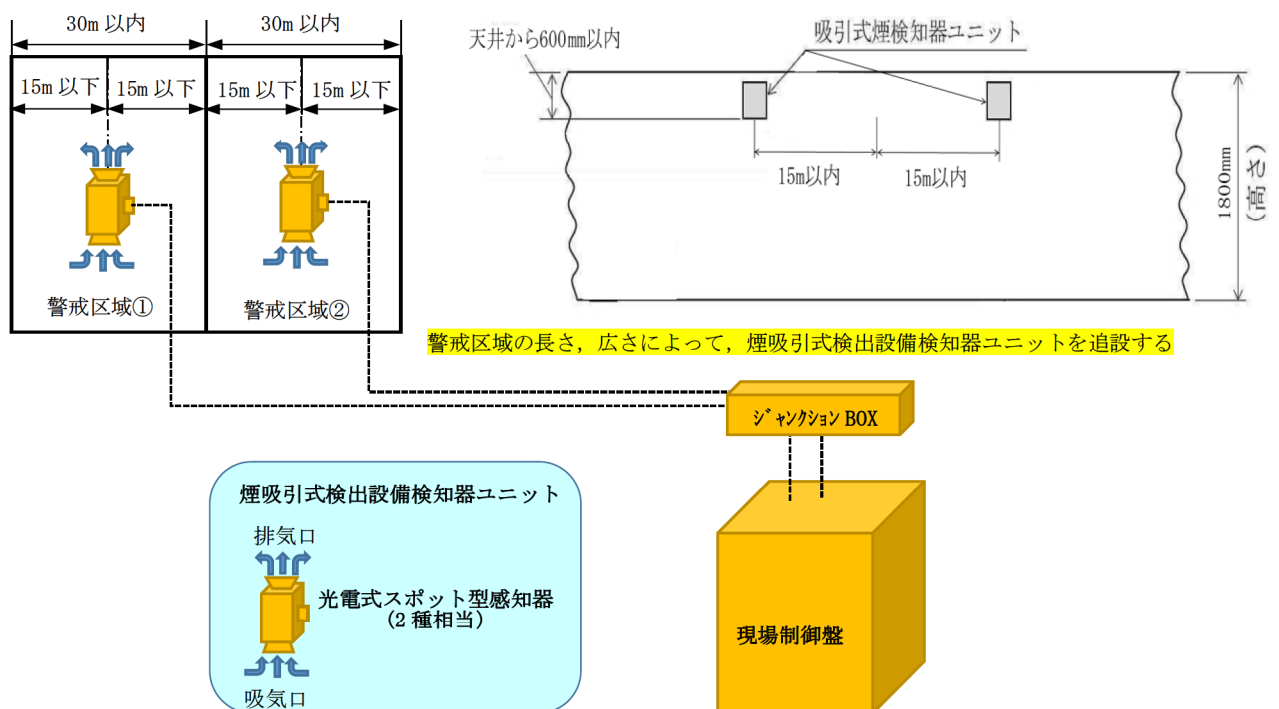 30m 以内
30m 以内
15m 以下
15m 以下
15m 以下
15m 以下
警戒区域①
警戒区域②
天井から600mm以内
吸引式煙検知器ユニット
15m以内
15m以内
1800mm
(高さ)
警戒区域の長さ，広さによって，煙吸引式検出設備検知器ユニットを追設する
ｼﾞｬﾝｸｼｮﾝ BOX
煙吸引式検出設備検知器ユニット
排気口
光電式スポット型感知器
（2 種相当）
吸気口
現場制御盤